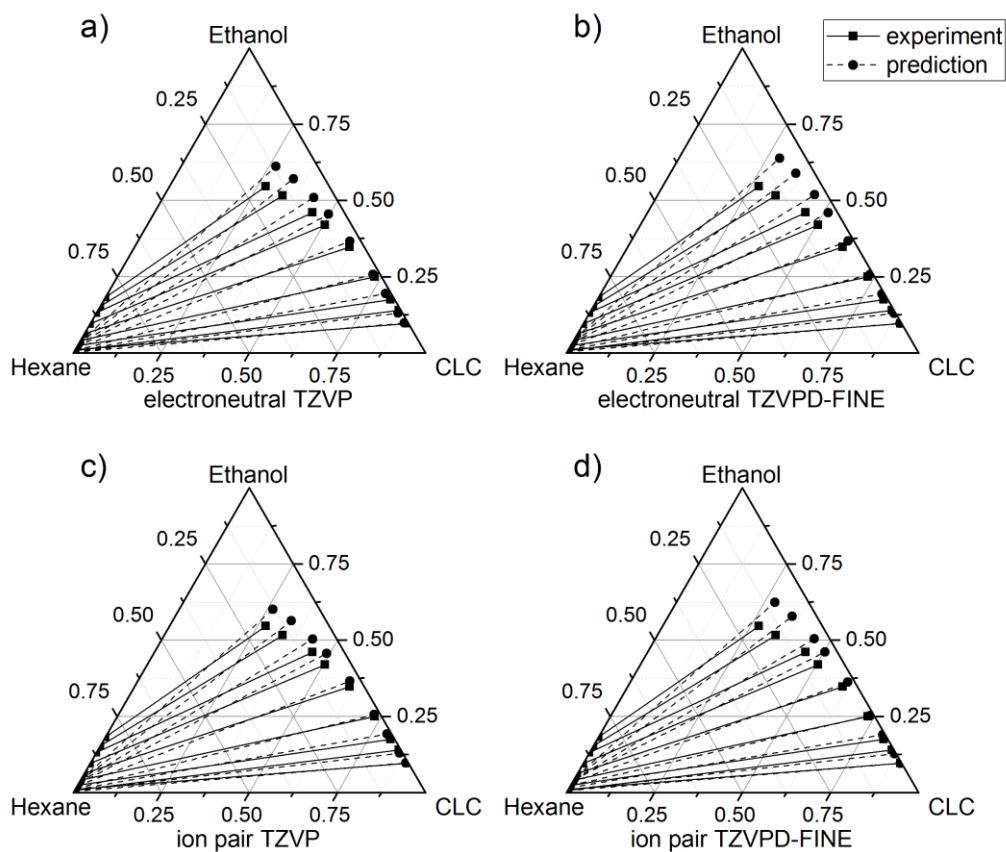 a)
Ethanol
0.25
0.75
0.50
0.50
0.75
0.25
Hexane
CLC
0.25
0.50
0.75
electroneutral TZVP
b)
Ethanol
experiment
prediction
0.25
0.75
0.50
0.50
0.75
0.25
Hexane
CLC
0.25
0.50
0.75
electroneutral TZVPD-FINE
c)
Ethanol
0.25
0.75
0.50
0.50
0.75
0.25
Hexane
CLC
0.25
0.50
0.75
ion pair TZVP
d)
Ethanol
0.25
0.75
0.50
0.50
0.75
0.25
Hexane
CLC
0.25
0.50
0.75
ion pair TZVPD-FINE